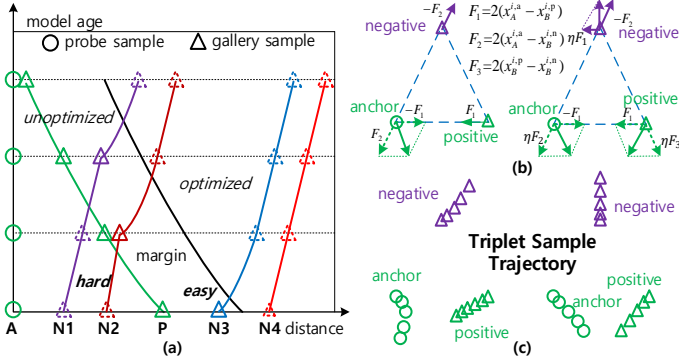 model age
probe sample
gallery sample
unoptimized
optimized
margin
hard
easy
A N1 N2 P N3 N4 distance
(a)
−F₂
negative
F₁=2(x_A^{i,a} − x_B^{i,p})
F₂=2(x_A^{i,a} − x_B^{i,n})
F₃=2(x_B^{i,p} − x_B^{i,n})
ηF₁
−F₂
negative
anchor
−F₁
F₁
F₂
positive
anchor
−F₁
F₁
positive
ηF₂
ηF₃
(b)
negative
negative
Triplet Sample
Trajectory
anchor
positive
positive
anchor
(c)